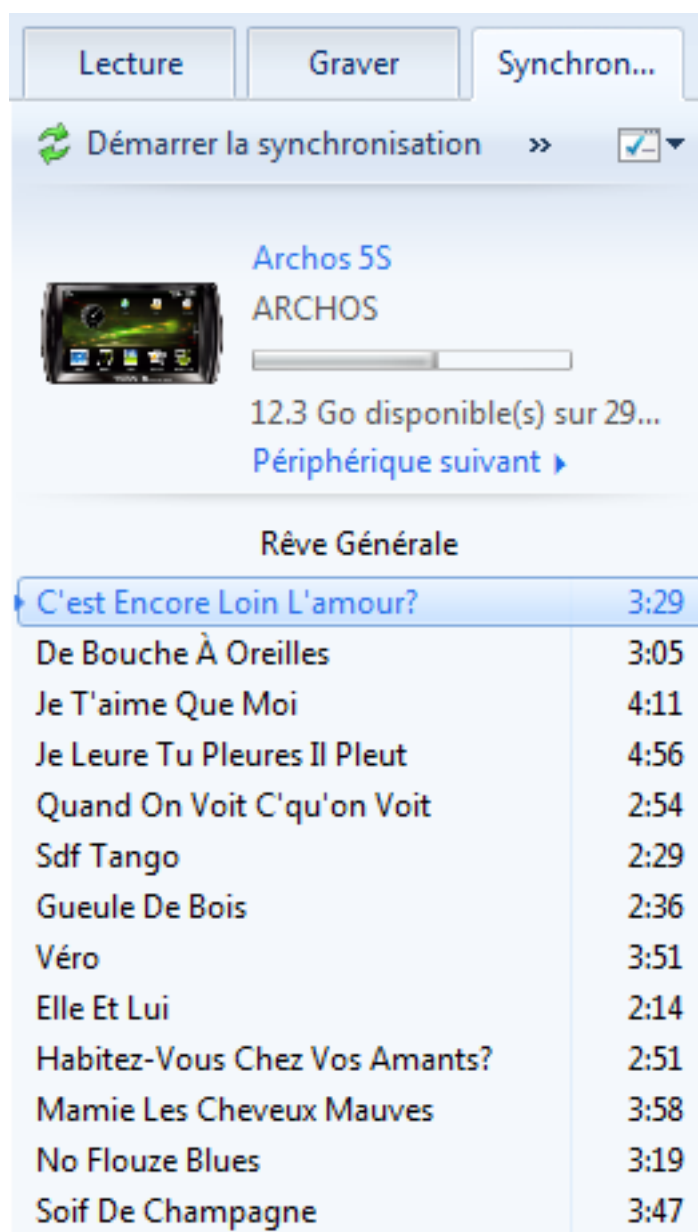 Lecture Graver Synchron...
Démarrer la synchronisation »
Archos 5S
ARCHOS
12.3 Go disponible(s) sur 29...
Périphérique suivant
Rêve Générale
C'est Encore Loin L'amour? 3:29
De Bouche À Oreilles 3:05
Je T'aime Que Moi 4:11
Je Leure Tu Pleures Il Pleut 4:56
Quand On Voit C'qu'on Voit 2:54
Sdf Tango 2:29
Gueule De Bois 2:36
Véro 3:51
Elle Et Lui 2:14
Habitez-Vous Chez Vos Amants? 2:51
Mamie Les Cheveux Mauves 3:58
No Flouze Blues 3:19
Soif De Champagne 3:47